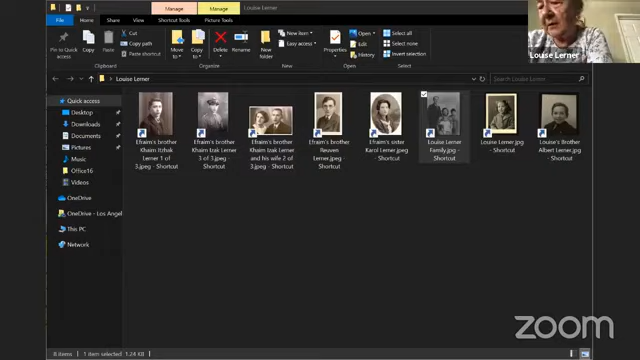 Manage
Manage
Louise Lerner
File
Home
Share
View
Shortcut Tools
Picture Tools
Pin to Quick access
Copy
Paste
Cut
Copy path
Paste shortcut
Move to
Copy to
Delete
Rename
New folder
New item
Easy access
Properties
Open
Edit
History
Select all
Select none
Invert selection
Clipboard
Organize
New
Open
Select
Louise Lerner
Louise Lerner
Search Louise Lerner
Quick access
Desktop
Downloads
Documents
Pictures
Music
Office16
Videos
OneDrive
OneDrive - Los Angel
This PC
Network
Efraim's brother Khaim Itzhak Lerner 1 of 3.jpeg - Shortcut
Efraim's brother Khaim Izak Lerner 3 of 3.jpeg - Shortcut
Efraim's brother Khaim Izak Lerner and his wife 2 of 3.jpeg - Shortcut
Efraim's brother Reuven Lerner.jpeg - Shortcut
Efraim's sister Karol Lerner.jpeg - Shortcut
Louise Lerner Family.jpg - Shortcut
Louise Lerner.jpg - Shortcut
Louise's Brother Albert Lerner.jpg - Shortcut
8 items
1 item selected
1.24 KB
zoom